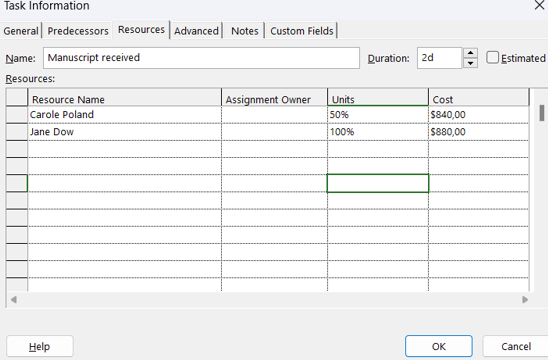 Task Information
General Predecessors Resources Advanced Notes Custom Fields
Name: Manuscript received Duration: 2d Estimated
Resources:
Resource Name Assignment Owner Units Cost
Carole Poland 50% $840,00
Jane Dow 100% $880,00
Help OK Cancel